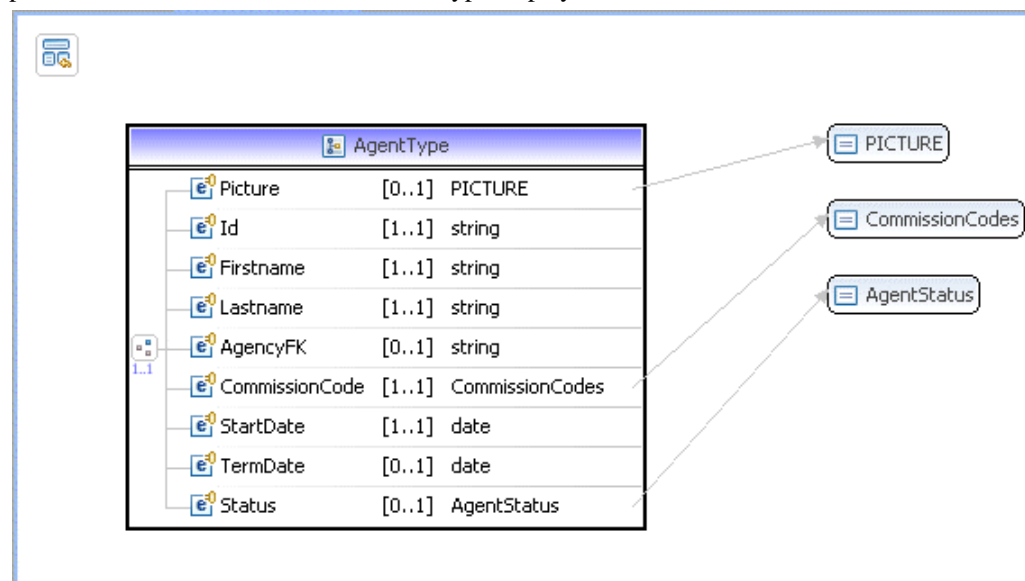 AgentType
Picture [0..1] PICTURE
Id [1..1] string
Firstname [1..1] string
Lastname [1..1] string
AgencyFK [0..1] string
CommissionCode [1..1] CommissionCodes
StartDate [1..1] date
TermDate [0..1] date
Status [0..1] AgentStatus
1..1
PICTURE
CommissionCodes
AgentStatus